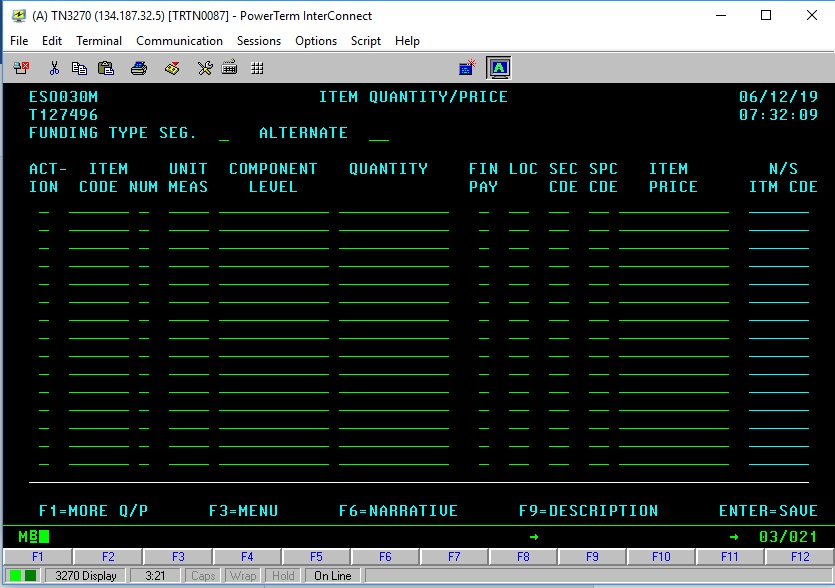 (A) TN3270 (134.187.32.5) [TRTN0087] - PowerTerm InterConnect
File Edit Terminal Communication Sessions Options Script Help
A
ESO030M ITEM QUANTITY/PRICE 06/12/19
T127496 07:32:09
FUNDING TYPE SEG. _ ALTERNATE __
ACT- ITEM UNIT COMPONENT QUANTITY FIN LOC SEC SPC ITEM N/S
ION CODE NUM MEAS LEVEL PAY CDE CDE PRICE ITM CDE
F1=MORE Q/P F3=MENU F6=NARRATIVE F9=DESCRIPTION ENTER=SAVE
MB → → 03/021
F1 F2 F3 F4 F5 F6 F7 F8 F9 F10 F11 F12
3270 Display 3:21 Caps Wrap Hold On Line